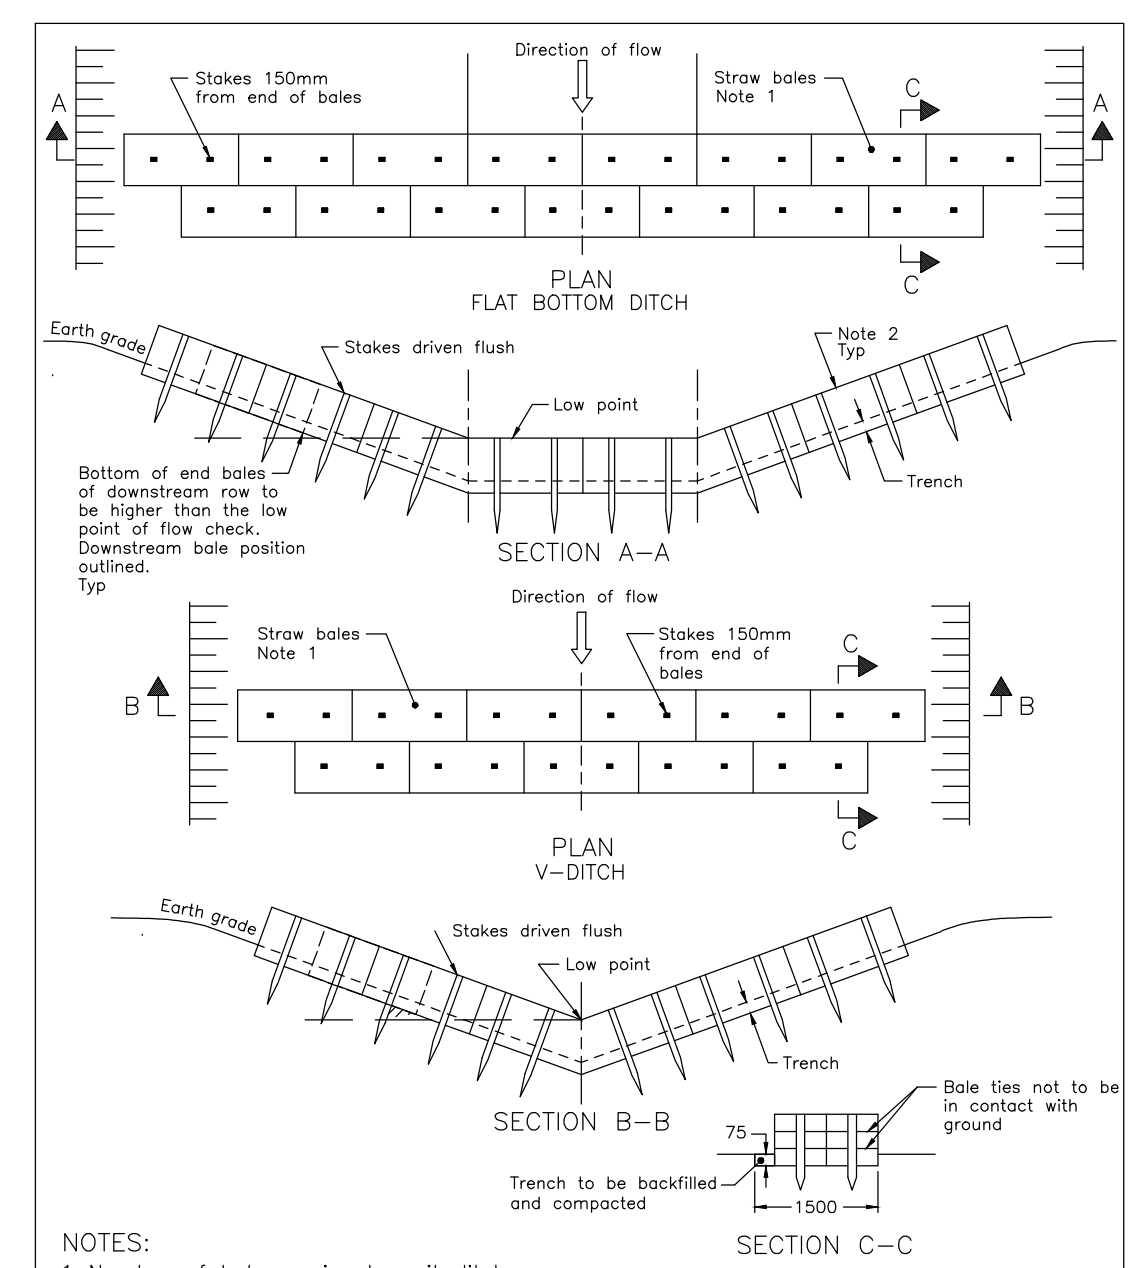 Direction of flow
Stakes 150mm
from end of bales
Straw bales
Note 1
C
A
A
C
PLAN
FLAT BOTTOM DITCH
Earth grade
Stakes driven flush
Note 2
Typ
Low point
Bottom of end bales
of downstream row to
be higher than the low
point of flow check.
Downstream bale position
outlined.
Typ
Trench
SECTION A-A
Direction of flow
Straw bales
Note 1
Stakes 150mm
from end of
bales
C
B
B
C
PLAN
V-DITCH
Earth grade
Stakes driven flush
Low point
Trench
SECTION B-B
Bale ties not to be
in contact with
ground
75
Trench to be backfilled
and compacted
1500
SECTION C-C
NOTES: